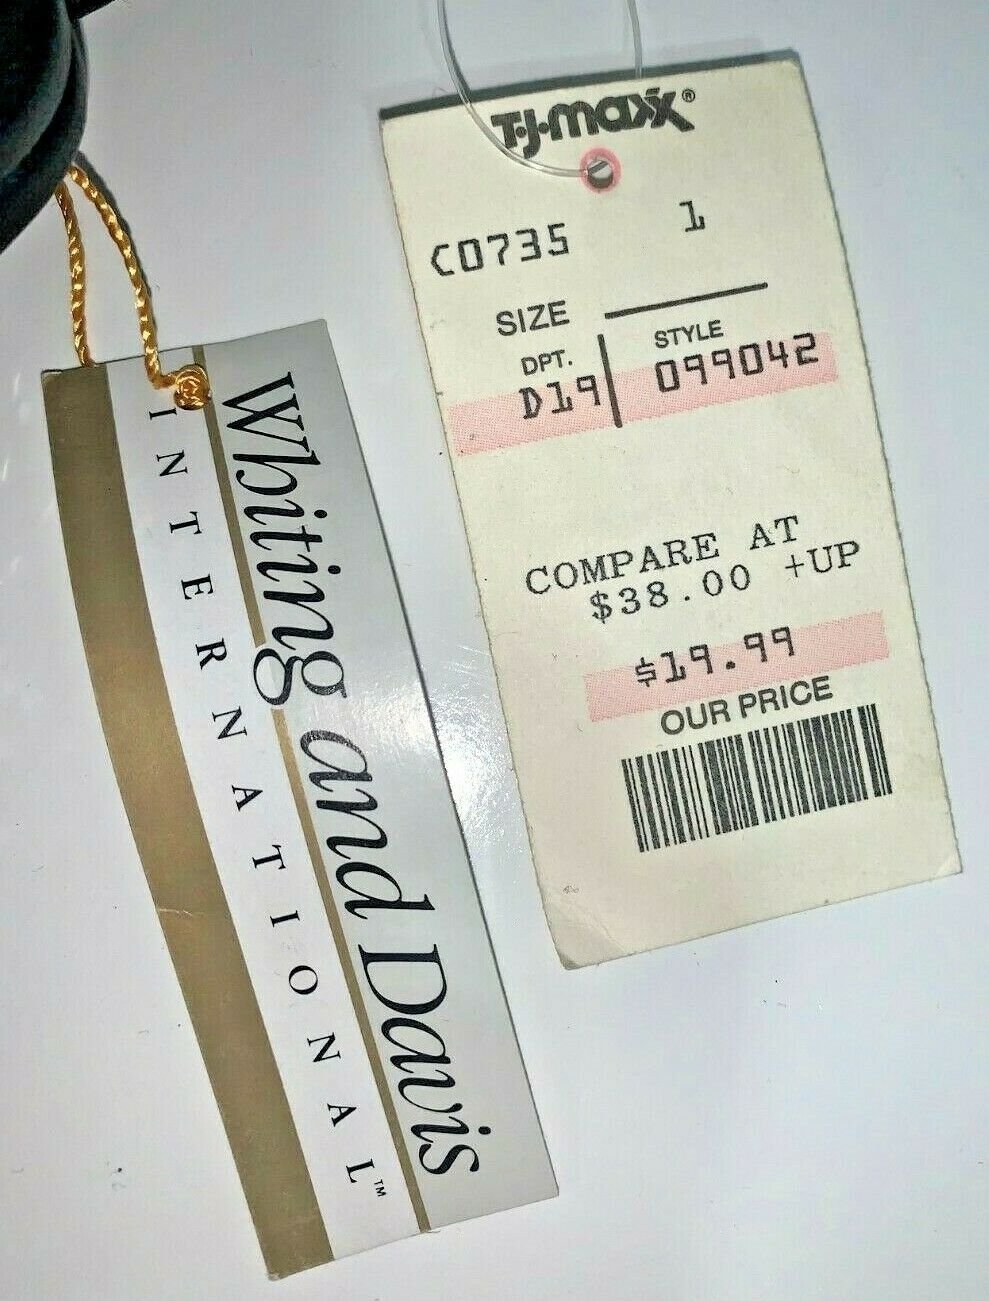 T·J·maxx®
C0735 1
SIZE
DPT. STYLE
D19 099042
COMPARE AT
$38.00 +UP
$19.99
OUR PRICE
Whiting and Davis
INTERNATIONAL™